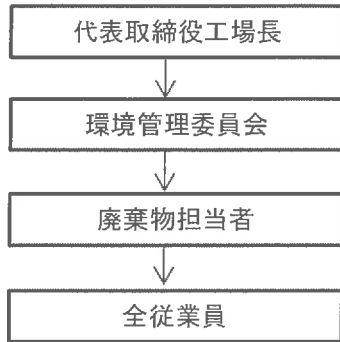 代表取締役工場長
環境管理委員会
廃棄物担当者
全従業員